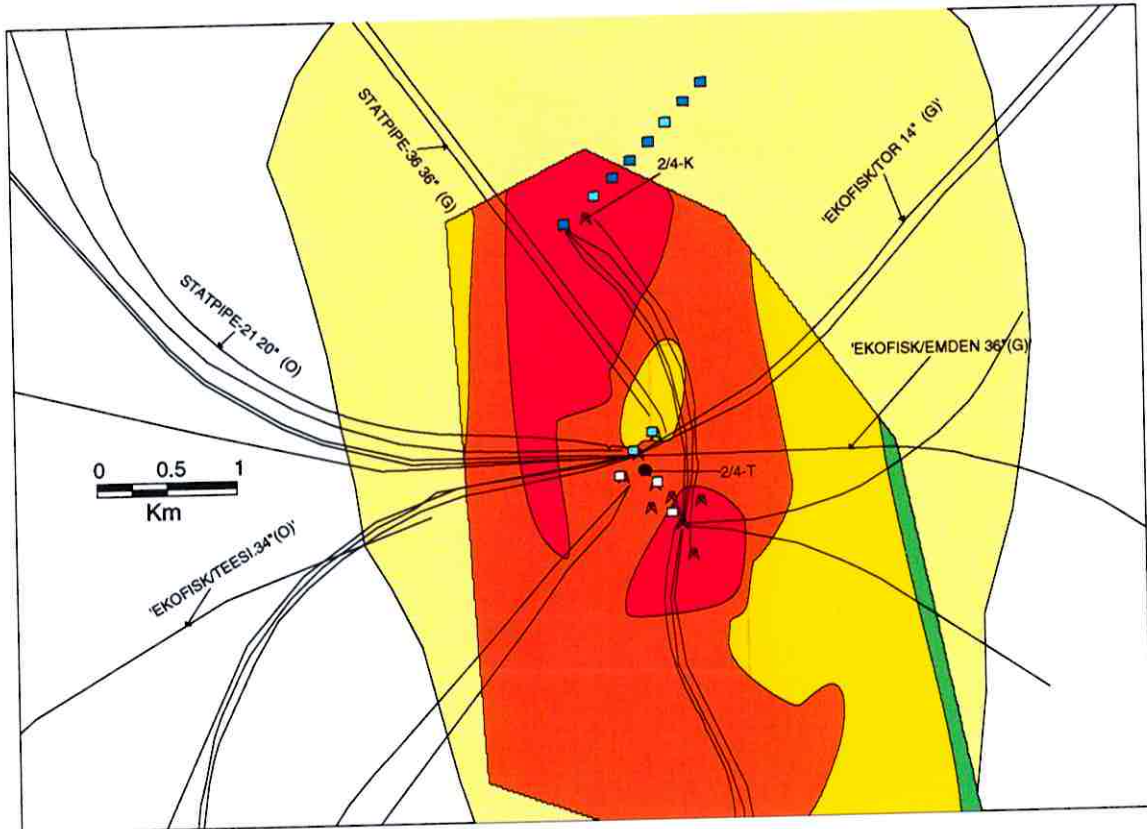 STATPIPE-36 36" (G)
2/4-K
'EKOFISK/TOR 14" (G)'
STATPIPE-21 20" (O)
'EKOFISK/EMDEN 36"(G)'
0 0.5 1
Km
2/4-T
'EKOFISK/TEESI.34"(O)'